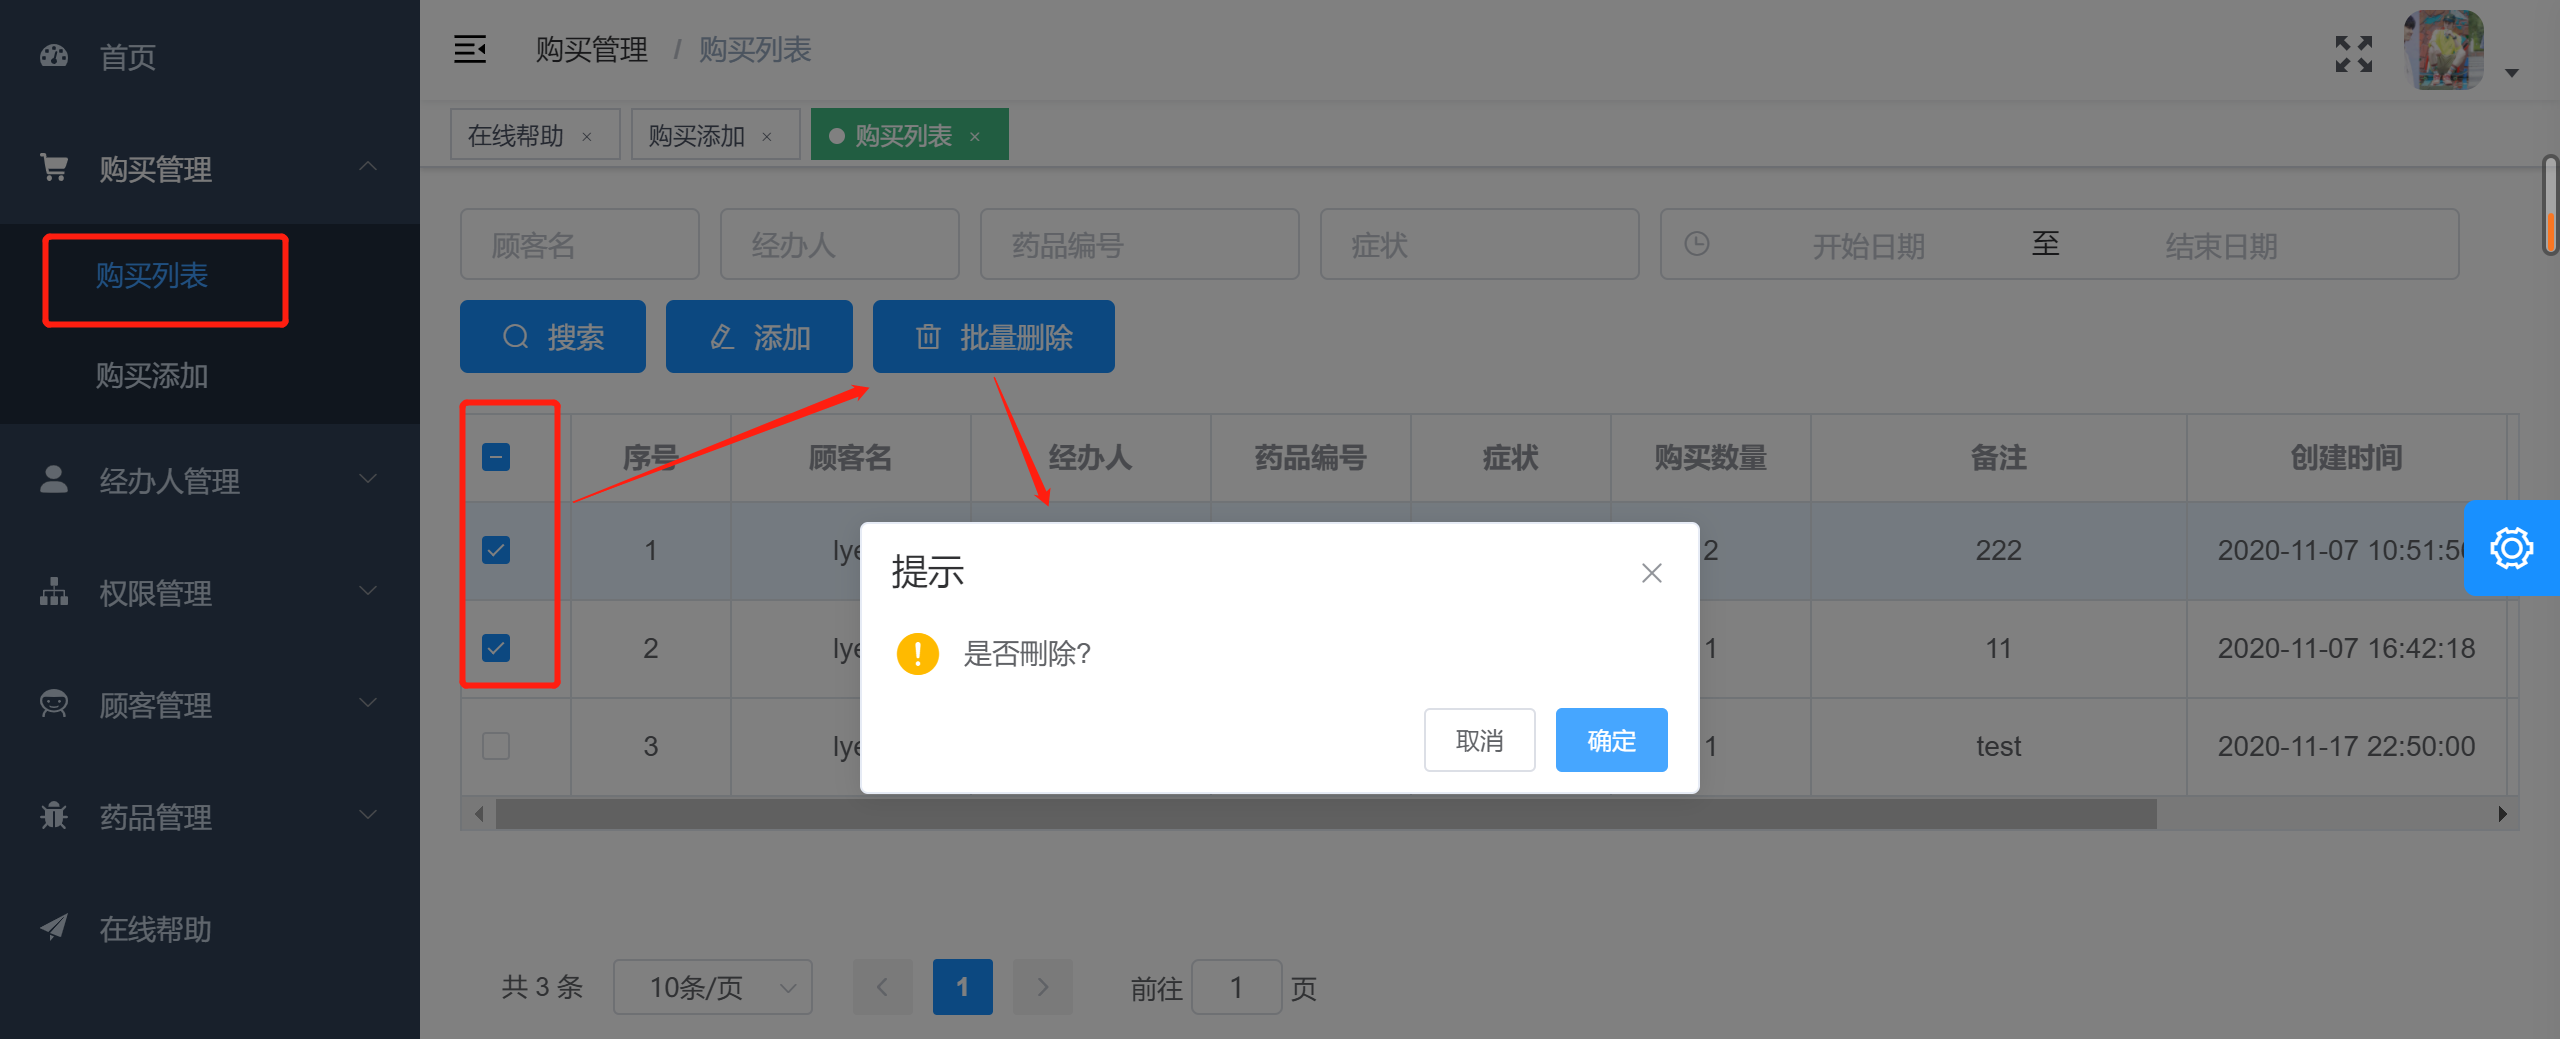 首页
购买管理
购买列表
购买添加
经办人管理
权限管理
顾客管理
药品管理
在线帮助
购买管理 / 购买列表
在线帮助 × 购买添加 × 购买列表 ×
顾客名 经办人 药品编号 症状 开始日期 至 结束日期
搜索 添加 批量删除
序号 顾客名 经办人 药品编号 症状 购买数量 备注 创建时间
1 lye 2 222 2020-11-07 10:51:5
2 lye 1 11 2020-11-07 16:42:18
3 lye 1 test 2020-11-17 22:50:00
提示
是否刪除?
取消 确定
共 3 条 10条/页 1 前往 1 页